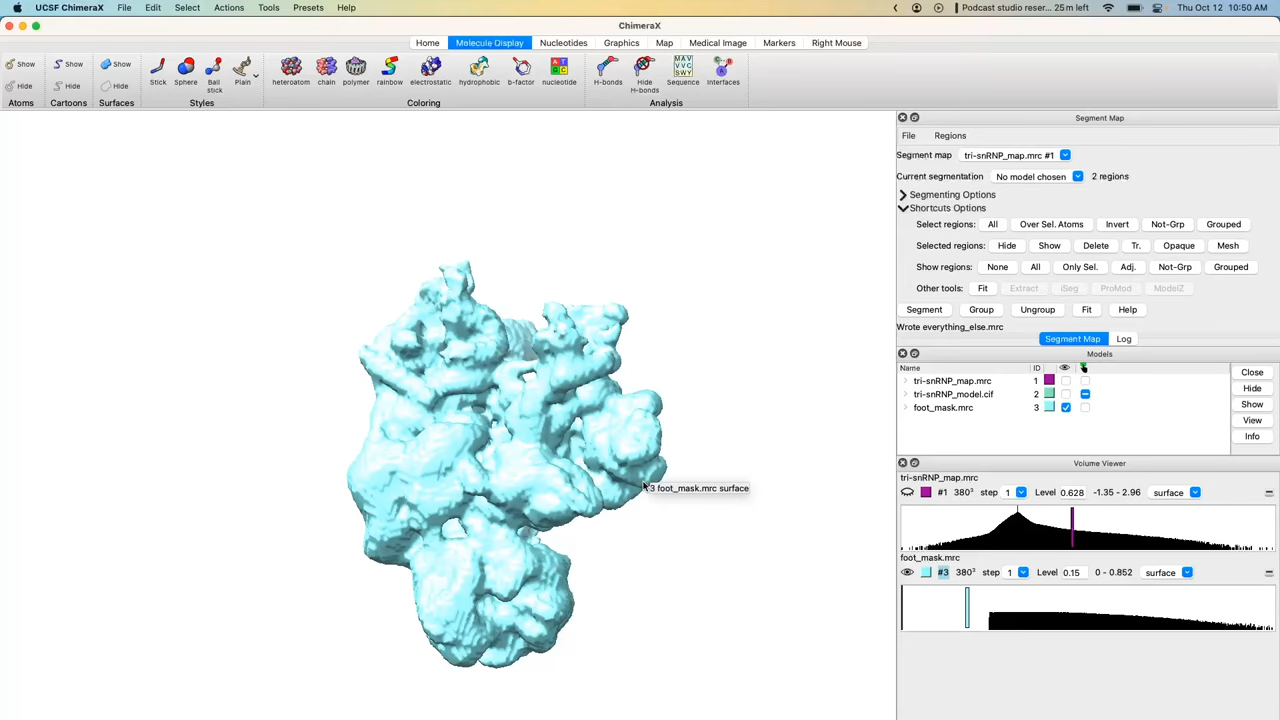 UCSF ChimeraX File Edit Select Actions Tools Presets Help Podcast studio reser... 25 m left Thu Oct 12 10:50 AM
ChimeraX
Home Molecule Display Nucleotides Graphics Map Medical Image Markers Right Mouse
Show Show Show
Hide Hide Hide
Atoms Cartoons Surfaces
Stick Sphere Ball stick Plain
Styles
heteroatom chain polymer rainbow electrostatic hydrophobic b-factor nucleotide
Coloring
H-bonds Hide H-bonds Sequence Interfaces
Analysis
Segment Map
File Regions
Segment map tri-snRNP_map.mrc #1
Current segmentation No model chosen 2 regions
Segmenting Options
Shortcuts Options
Select regions: All Over Sel. Atoms Invert Not-Grp Grouped
Selected regions: Hide Show Delete Tr. Opaque Mesh
Show regions: None All Only Sel. Adj. Not-Grp Grouped
Other tools: Fit Extract iSeg ProMod ModelZ
Segment Group Ungroup Fit Help
Wrote everything_else.mrc
Segment Map Log
Models
Name ID
tri-snRNP_map.mrc 1
tri-snRNP_model.cif 2
foot_mask.mrc 3
Close
Hide
Show
View
Info
Volume Viewer
tri-snRNP_map.mrc
#1 380³ step 1 Level 0.628 -1.35 - 2.96 surface
foot_mask.mrc
#3 380³ step 1 Level 0.15 0 - 0.852 surface
#3 foot_mask.mrc surface